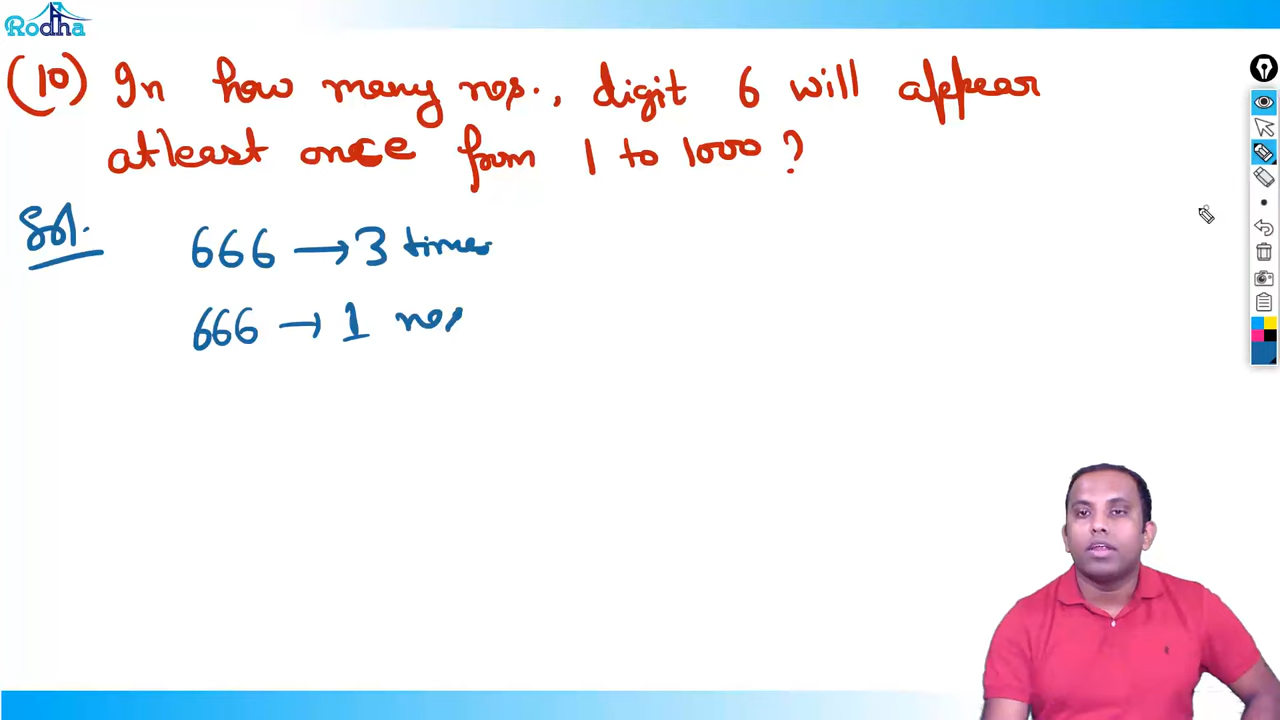 Rodha
(10) In how many nos., digit 6 will appear
atleast once from 1 to 1000 ?
Sol.
666 → 3 times
666 → 1 nos